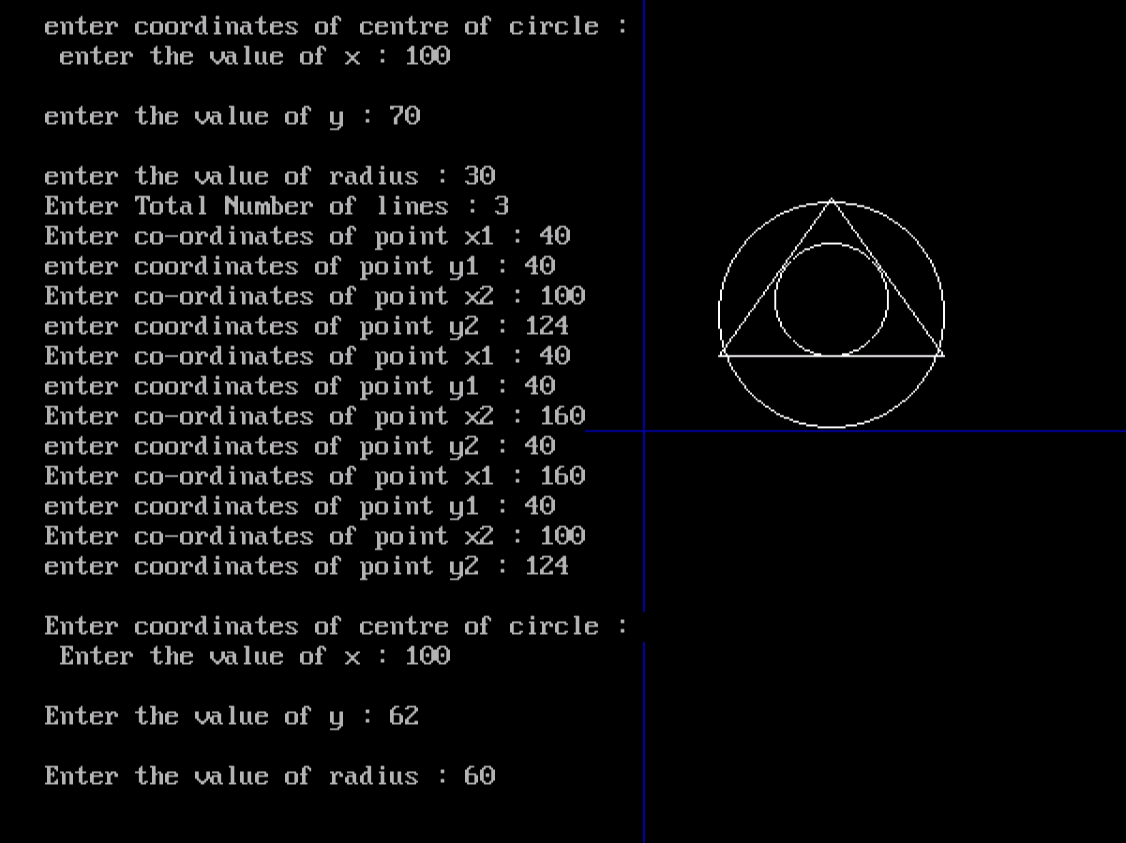 enter coordinates of centre of circle :
enter the value of x : 100
enter the value of y : 70
enter the value of radius : 30
Enter Total Number of lines : 3
Enter co-ordinates of point x1 : 40
enter coordinates of point y1 : 40
Enter co-ordinates of point x2 : 100
enter coordinates of point y2 : 124
Enter co-ordinates of point x1 : 40
enter coordinates of point y1 : 40
Enter co-ordinates of point x2 : 160
enter coordinates of point y2 : 40
Enter co-ordinates of point x1 : 160
enter coordinates of point y1 : 40
Enter co-ordinates of point x2 : 100
enter coordinates of point y2 : 124
Enter coordinates of centre of circle :
Enter the value of x : 100
Enter the value of y : 62
Enter the value of radius : 60